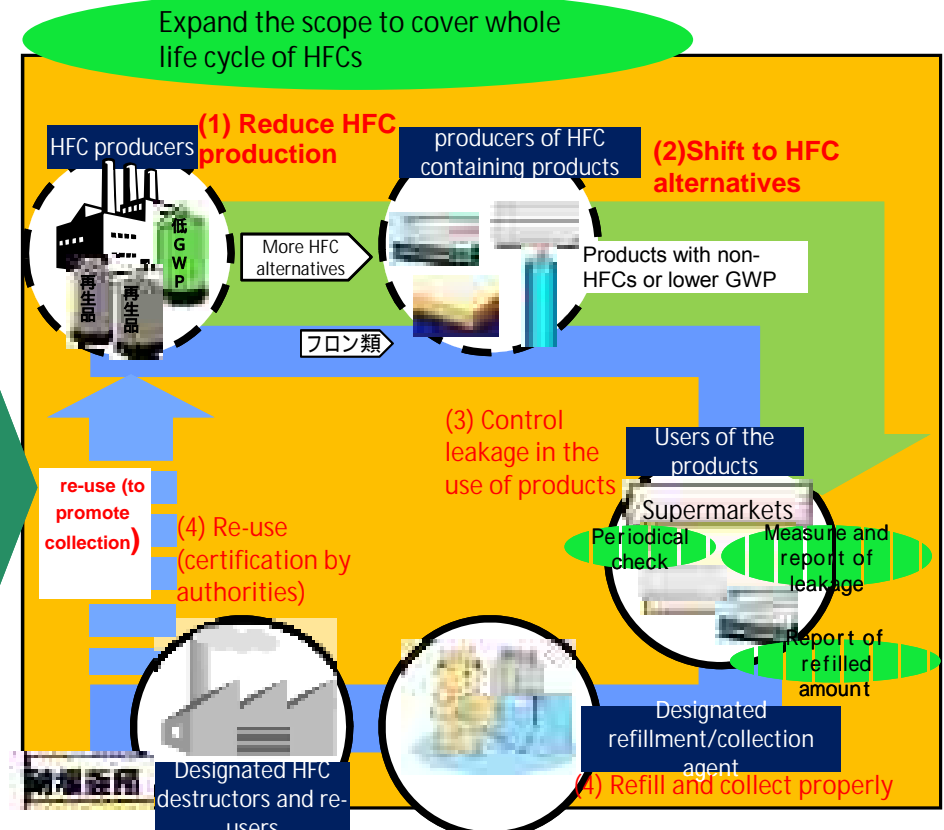 Expand the scope to cover whole
life cycle of HFCs
HFC producers
(1) Reduce HFC
production
producers of HFC
containing products
(2)Shift to HFC
alternatives
低GWP
再生品
再生品
More HFC
alternatives
Products with non-
HFCs or lower GWP
フロン類
(3) Control
leakage in the
use of products
Users of the
products
Supermarkets
Periodical
check
Measure and
report of
leakage
Report of
refilled
amount
re-use (to
promote
collection)
(4) Re-use
(certification by
authorities)
Designated
refillment/collection
agent
(4) Refill and collect properly
Designated HFC
destructors and re-
users